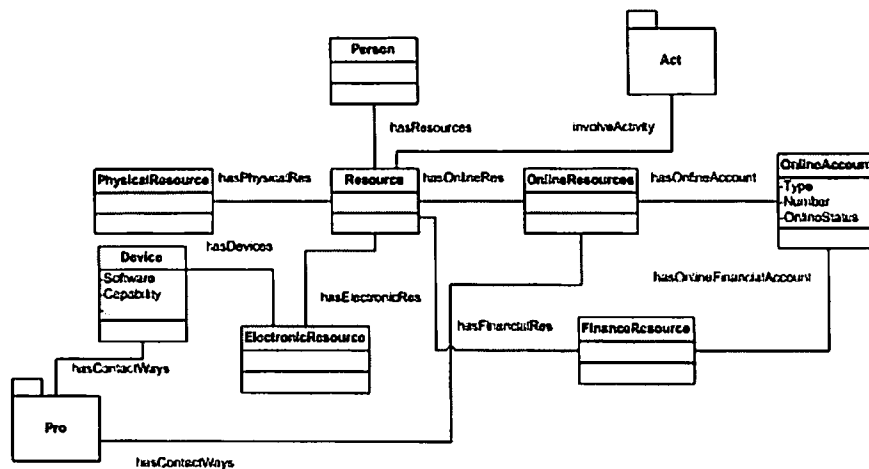 Person
Act
hasResources
involveActivity
PhysicalResource
hasPhysicalRes
Resource
hasOnlineRes
OnlineResources
hasOnlineAccount
OnlineAccount
-Type
-Number
-OnlineStatus
hasDevices
Device
-Software
-Capability
hasElectronicRes
hasOnlineFinancialAccount
ElectronicResource
hasFinancialRes
FinanceResource
hasContactWays
Pro
hasContactWays